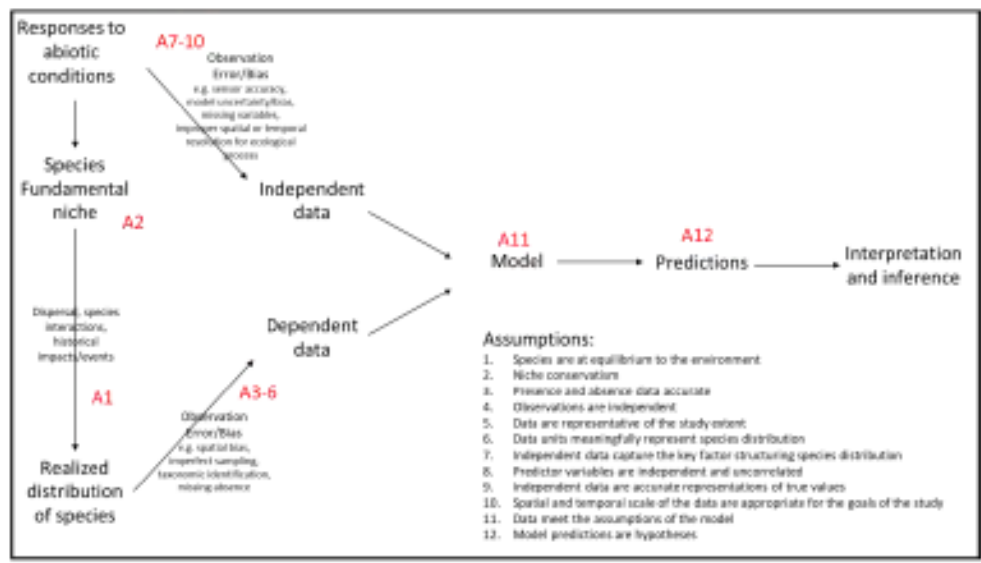 Responses to
abiotic
conditions
A7-10
Observation
Error/Bias
e.g. sensor accuracy,
model uncertainty/bias,
missing variables,
improper spatial or temporal
resolution for ecological
process
Species
Fundamental
niche
A2
Independent
data
Dispersal, species
interactions,
historical
impacts/events
A1
Realized
distribution
of species
Dependent
data
A3-6
Observation
Error/Bias
e.g. spatial bias,
imperfect sampling,
taxonomic identification,
missing absence
A11
Model
A12
Predictions
Interpretation
and inference
Assumptions:
1. Species are at equilibrium to the environment
2. Niche conservatism
3. Presence and absence data accurate
4. Observations are independent
5. Data are representative of the study extent
6. Data units meaningfully represent species distribution
7. Independent data capture the key factor structuring species distribution
8. Predictor variables are independent and uncorrelated
9. Independent data are accurate representations of true values
10. Spatial and temporal scale of the data are appropriate for the goals of the study
11. Data meet the assumptions of the model
12. Model predictions are hypotheses